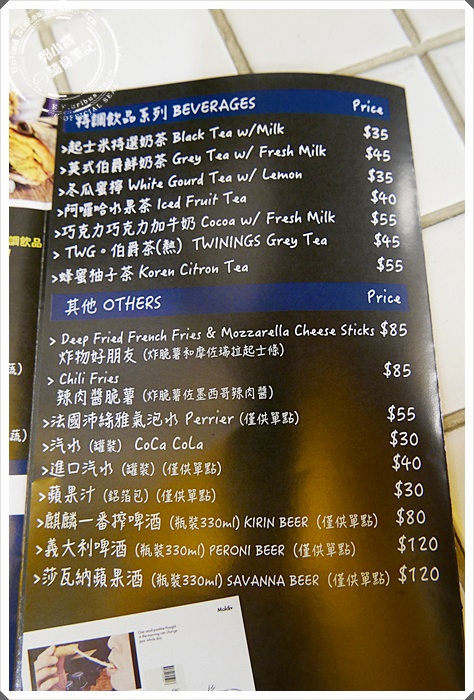 特調飲品系列 BEVERAGES Price
>起士米特選奶茶 Black Tea w/Milk $35
>英式伯爵鮮奶茶 Grey Tea w/ Fresh Milk $45
>冬瓜蜜檸 White Gourd Tea w/ Lemon $35
>阿囉哈水果茶 Iced Fruit Tea $40
>巧克力巧克力加牛奶 Cocoa w/ Fresh Milk $55
> TWG。伯爵茶(熱) TWININGS Grey Tea $45
>蜂蜜柚子茶 Koren Citron Tea $55
其他 OTHERS Price
> Deep Fried French Fries & Mozzarella Cheese Sticks $85
炸物好朋友 (炸脆薯和摩佐瑞拉起士條)
> Chili Fries $85
辣肉醬脆薯 (炸脆薯佐墨西哥辣肉醬)
>法國沛絲雅氣泡水 Perrier (僅供單點) $55
>汽水 (罐裝) CoCa CoLa $30
>進口汽水 (罐裝) (僅供單點) $40
>蘋果汁 (鋁箔包) (僅供單點) $30
>麒麟一番搾啤酒 (瓶裝330ml) KIRIN BEER (僅供單點) $80
>義大利啤酒 (瓶裝330ml) PERONI BEER (僅供單點) $120
>莎瓦納蘋果酒 (瓶裝330ml) SAVANNA BEER (僅供單點) $120
調飲品
蔬)
蔬)
Moldiv